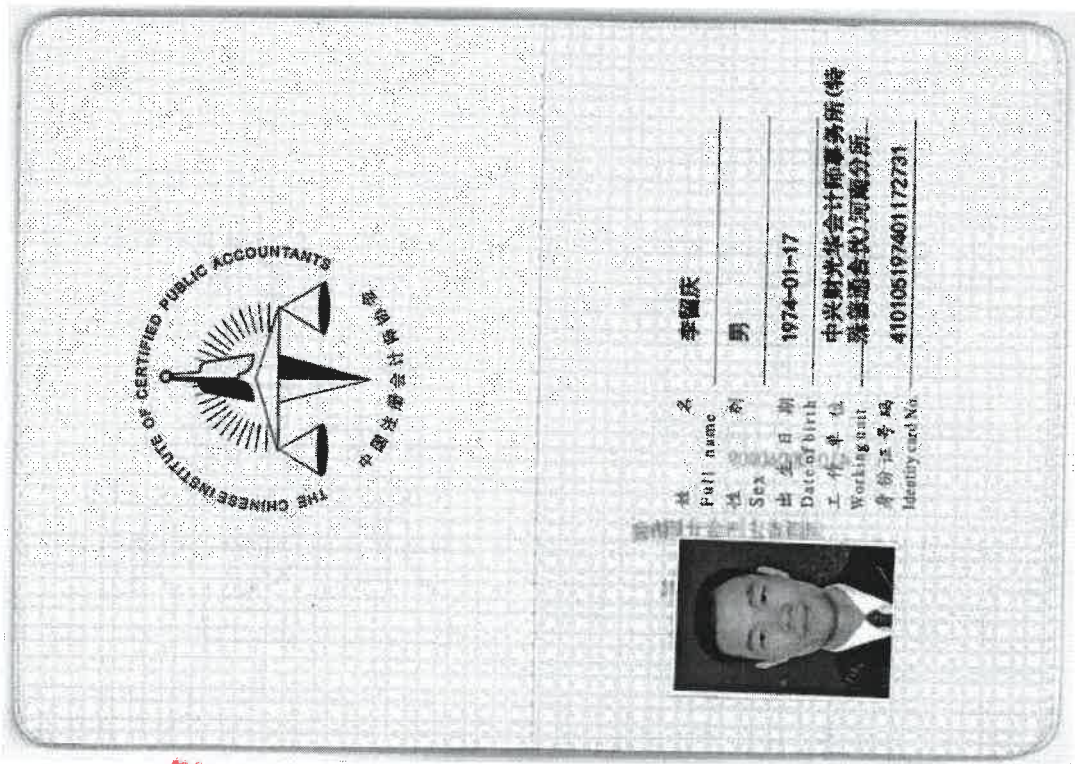 THE CHINESE INSTITUTE OF CERTIFIED PUBLIC ACCOUNTANTS
中国注册会计师协会
姓 名 李留庆
Full name
性 别 男
Sex
出 生 日 期 1974-01-17
Date of birth
工 作 单 位 中兴财光华会计师事务所(特
Working unit 殊普通合伙)河南分所
身份证号码 410105197401172731
Identity card No.